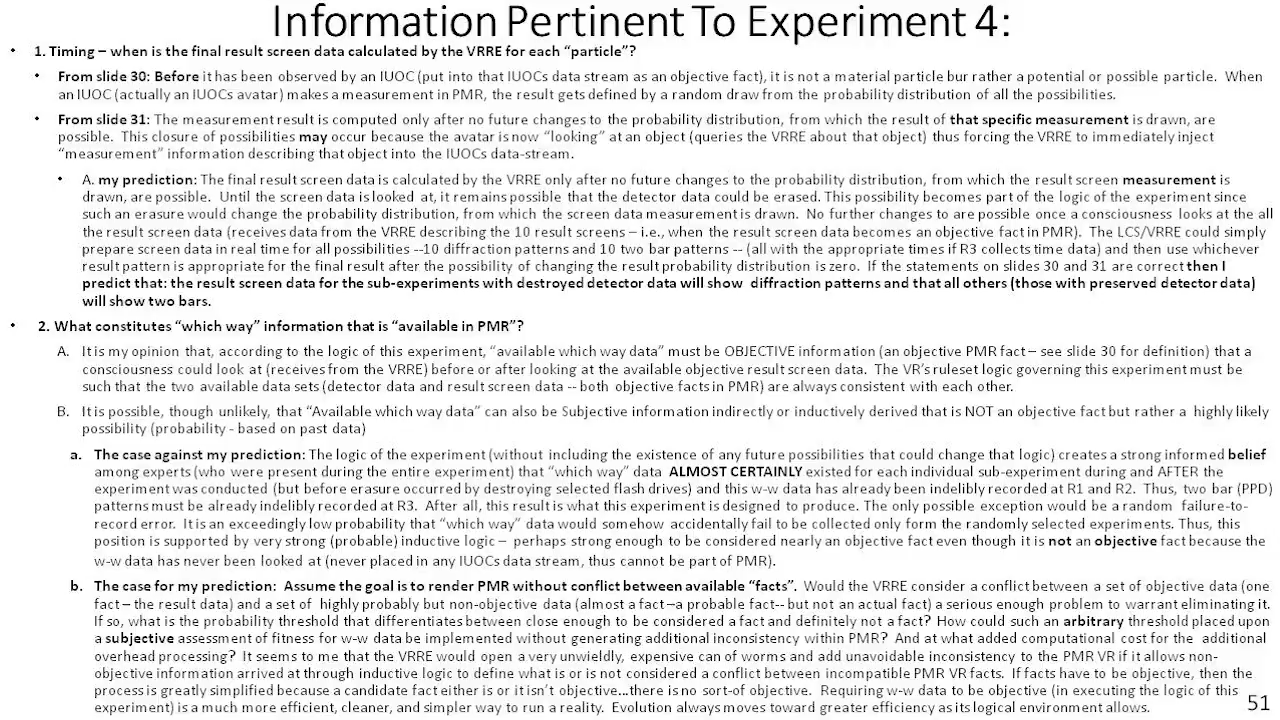 Information Pertinent To Experiment 4:
• 1. Timing – when is the final result screen data calculated by the VRRE for each “particle”?
• From slide 30: Before it has been observed by an IUOC (put into that IUOCs data stream as an objective fact), it is not a material particle bur rather a potential or possible particle. When
an IUOC (actually an IUOCs avatar) makes a measurement in PMR, the result gets defined by a random draw from the probability distribution of all the possibilities.
• From slide 31: The measurement result is computed only after no future changes to the probability distribution, from which the result of that specific measurement is drawn, are
possible. This closure of possibilities may occur because the avatar is now “looking” at an object (queries the VRRE about that object) thus forcing the VRRE to immediately inject
“measurement” information describing that object into the IUOCs data-stream.
• A. my prediction: The final result screen data is calculated by the VRRE only after no future changes to the probability distribution, from which the result screen measurement is
drawn, are possible. Until the screen data is looked at, it remains possible that the detector data could be erased. This possibility becomes part of the logic of the experiment since
such an erasure would change the probability distribution, from which the screen data measurement is drawn. No further changes to are possible once a consciousness looks at the all
the result screen data (receives data from the VRRE describing the 10 result screens – i.e., when the result screen data becomes an objective fact in PMR). The LCS/VRRE could simply
prepare screen data in real time for all possibilities --10 diffraction patterns and 10 two bar patterns -- (all with the appropriate times if R3 collects time data) and then use whichever
result pattern is appropriate for the final result after the possibility of changing the result probability distribution is zero. If the statements on slides 30 and 31 are correct then I
predict that: the result screen data for the sub-experiments with destroyed detector data will show diffraction patterns and that all others (those with preserved detector data)
will show two bars.
• 2. What constitutes “which way” information that is “available in PMR”?
A. It is my opinion that, according to the logic of this experiment, “available which way data” must be OBJECTIVE information (an objective PMR fact – see slide 30 for definition) that a
consciousness could look at (receives from the VRRE) before or after looking at the available objective result screen data. The VR’s ruleset logic governing this experiment must be
such that the two available data sets (detector data and result screen data -- both objective facts in PMR) are always consistent with each other.
B. It is possible, though unlikely, that “Available which way data” can also be Subjective information indirectly or inductively derived that is NOT an objective fact but rather a highly likely
possibility (probability - based on past data)
a. The case against my prediction: The logic of the experiment (without including the existence of any future possibilities that could change that logic) creates a strong informed belief
among experts (who were present during the entire experiment) that “which way” data ALMOST CERTAINLY existed for each individual sub-experiment during and AFTER the
experiment was conducted (but before erasure occurred by destroying selected flash drives) and this w-w data has already been indelibly recorded at R1 and R2. Thus, two bar (PPD)
patterns must be already indelibly recorded at R3. After all, this result is what this experiment is designed to produce. The only possible exception would be a random failure-to-
record error. It is an exceedingly low probability that “which way” data would somehow accidentally fail to be collected only form the randomly selected experiments. Thus, this
position is supported by very strong (probable) inductive logic – perhaps strong enough to be considered nearly an objective fact even though it is not an objective fact because the
w-w data has never been looked at (never placed in any IUOCs data stream, thus cannot be part of PMR).
b. The case for my prediction: Assume the goal is to render PMR without conflict between available “facts”. Would the VRRE consider a conflict between a set of objective data (one
fact – the result data) and a set of highly probably but non-objective data (almost a fact –a probable fact-- but not an actual fact) a serious enough problem to warrant eliminating it.
If so, what is the probability threshold that differentiates between close enough to be considered a fact and definitely not a fact? How could such an arbitrary threshold placed upon
a subjective assessment of fitness for w-w data be implemented without generating additional inconsistency within PMR? And at what added computational cost for the additional
overhead processing? It seems to me that the VRRE would open a very unwieldly, expensive can of worms and add unavoidable inconsistency to the PMR VR if it allows non-
objective information arrived at through inductive logic to define what is or is not considered a conflict between incompatible PMR VR facts. If facts have to be objective, then the
process is greatly simplified because a candidate fact either is or it isn’t objective...there is no sort-of objective. Requiring w-w data to be objective (in executing the logic of this
experiment) is a much more efficient, cleaner, and simpler way to run a reality. Evolution always moves toward greater efficiency as its logical environment allows.
51